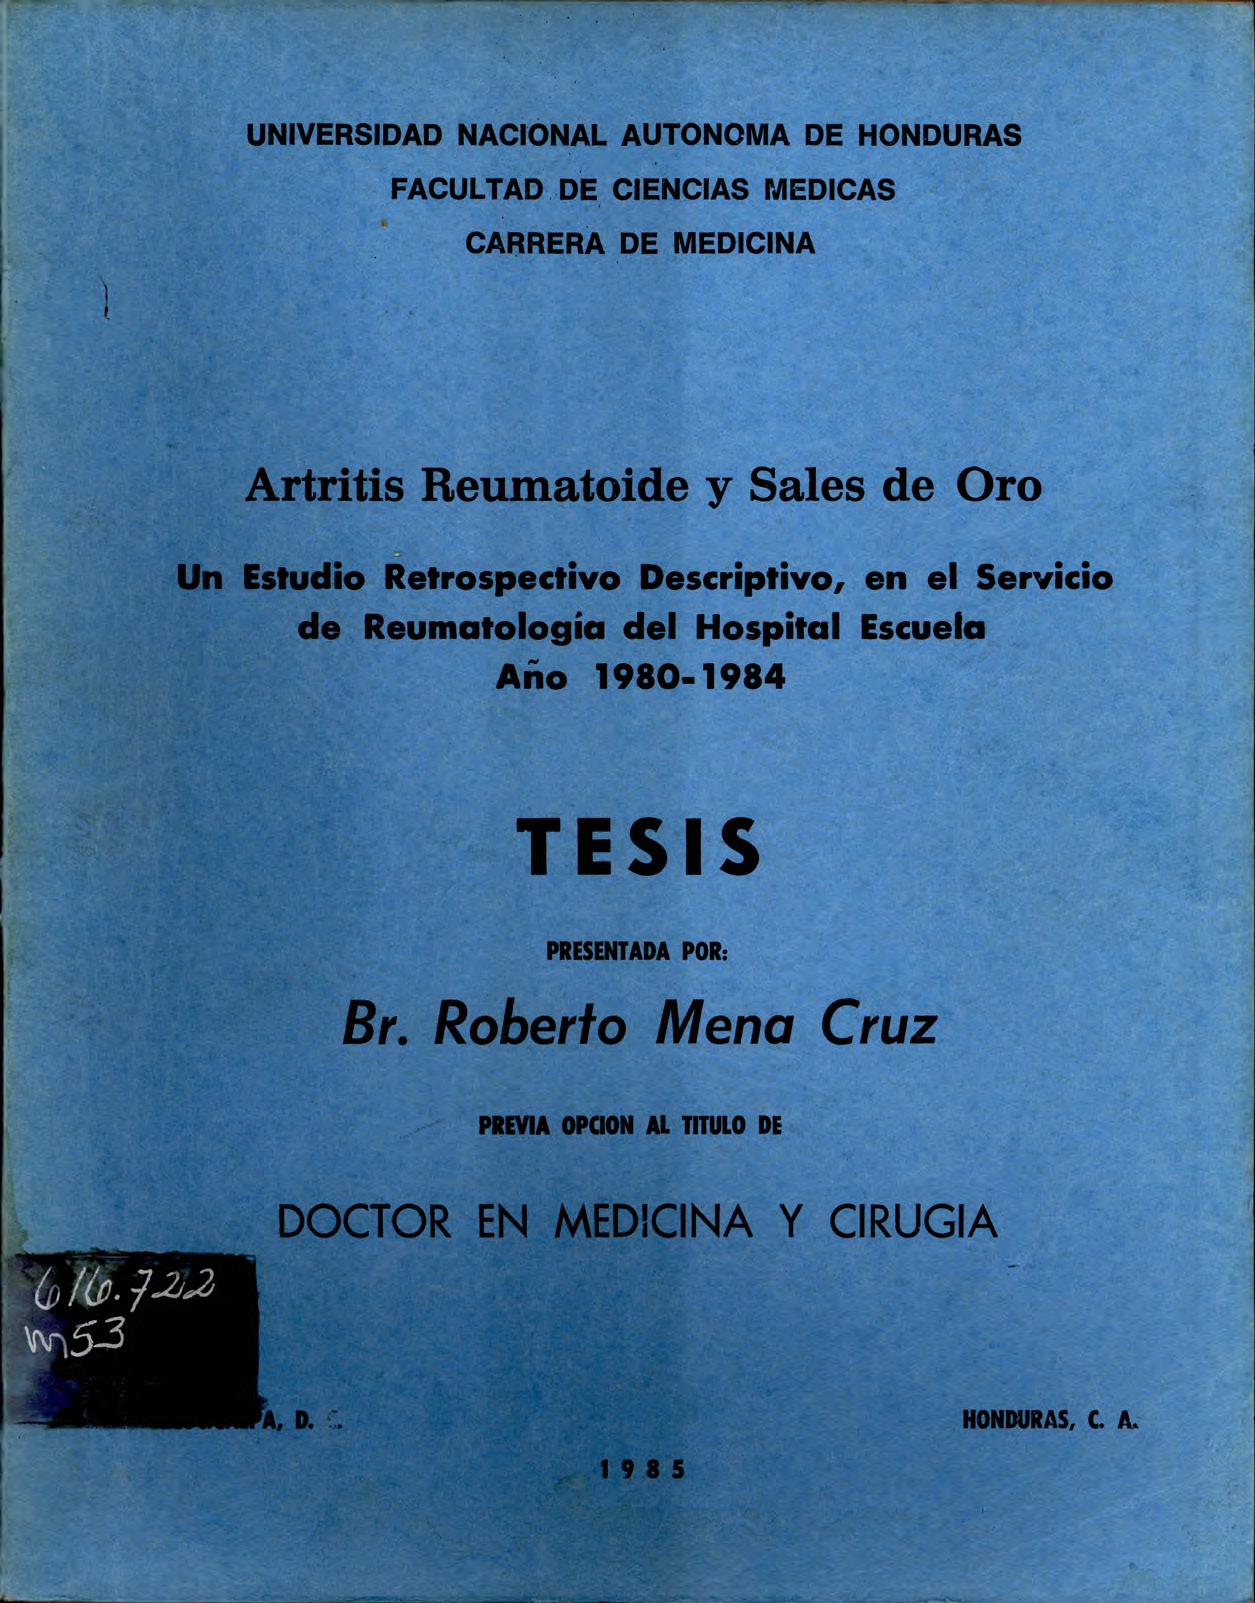 UNIVERSIDAD NACIONAL AUTONOMA DE HONDURAS
FACULTAD DE CIENCIAS MEDICAS
CARRERA DE MEDICINA
Artritis Reumatoide y Sales de Oro
Un Estudio Retrospectivo Descriptivo, en el Servicio
de Reumatología del Hospital Escuela
Año 1980-1984
TESIS
PRESENTADA POR:
Br. Roberto Mena Cruz
PREVIA OPCION AL TITULO DE
DOCTOR EN MEDICINA Y CIRUGIA
616.722
M53
D. C. HONDURAS, C. A.
1985